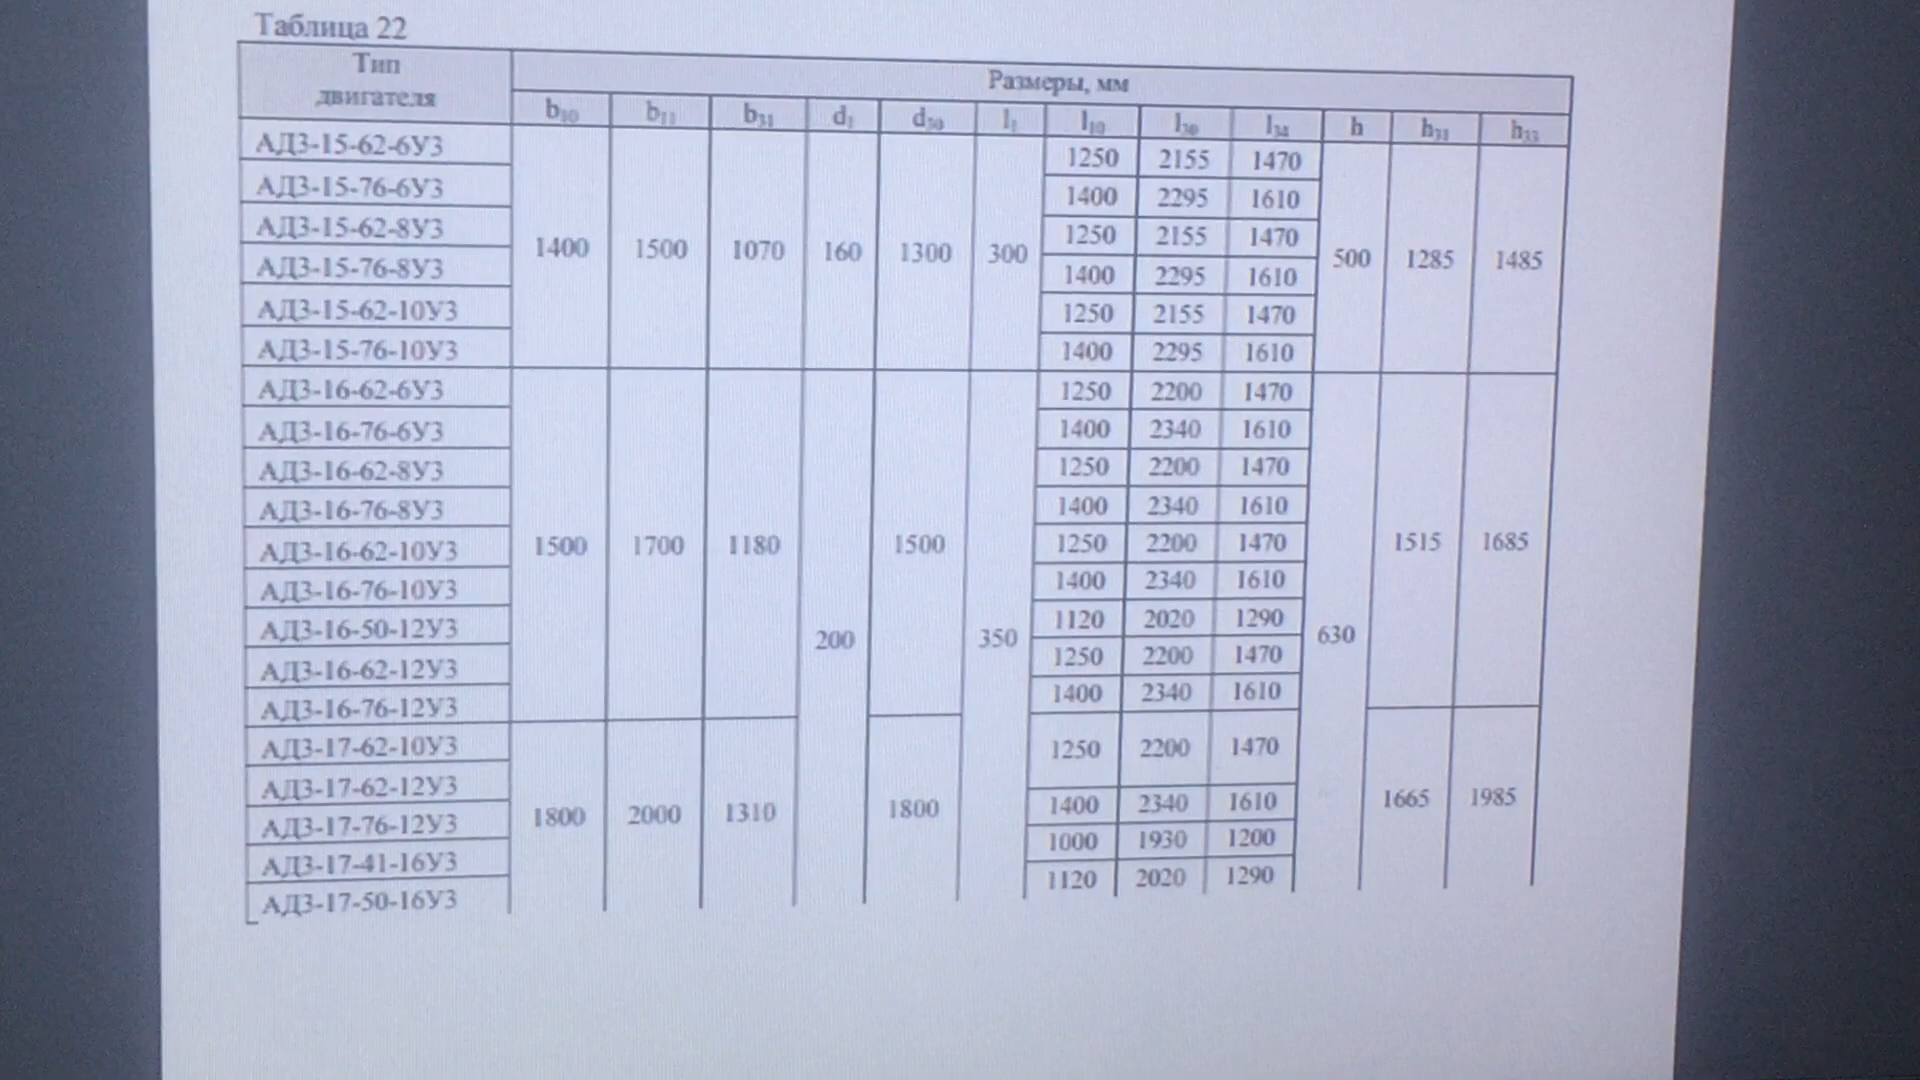 Таблица 22
Тип двигателя | Размеры, мм
b10 | b11 | b31 | d1 | d30 | l1 | l10 | l30 | l34 | h | h31 | h33
АДЗ-15-62-6УЗ | 1400 | 1500 | 1070 | 160 | 1300 | 300 | 1250 | 2155 | 1470 | 500 | 1285 | 1485
АДЗ-15-76-6УЗ | 1400 | 2295 | 1610
АДЗ-15-62-8УЗ | 1250 | 2155 | 1470
АДЗ-15-76-8УЗ | 1400 | 2295 | 1610
АДЗ-15-62-10УЗ | 1250 | 2155 | 1470
АДЗ-15-76-10УЗ | 1400 | 2295 | 1610
АДЗ-16-62-6УЗ | 1500 | 1700 | 1180 | 200 | 1500 | 350 | 1250 | 2200 | 1470 | 630 | 1515 | 1685
АДЗ-16-76-6УЗ | 1400 | 2340 | 1610
АДЗ-16-62-8УЗ | 1250 | 2200 | 1470
АДЗ-16-76-8УЗ | 1400 | 2340 | 1610
АДЗ-16-62-10УЗ | 1250 | 2200 | 1470
АДЗ-16-76-10УЗ | 1400 | 2340 | 1610
АДЗ-16-50-12УЗ | 1120 | 2020 | 1290
АДЗ-16-62-12УЗ | 1250 | 2200 | 1470
АДЗ-16-76-12УЗ | 1400 | 2340 | 1610
АДЗ-17-62-10УЗ | 1800 | 2000 | 1310 | 1800 | 1250 | 2200 | 1470 | 1665 | 1985
АДЗ-17-62-12УЗ
АДЗ-17-76-12УЗ | 1400 | 2340 | 1610
АДЗ-17-41-16УЗ | 1000 | 1930 | 1200
АДЗ-17-50-16УЗ | 1120 | 2020 | 1290